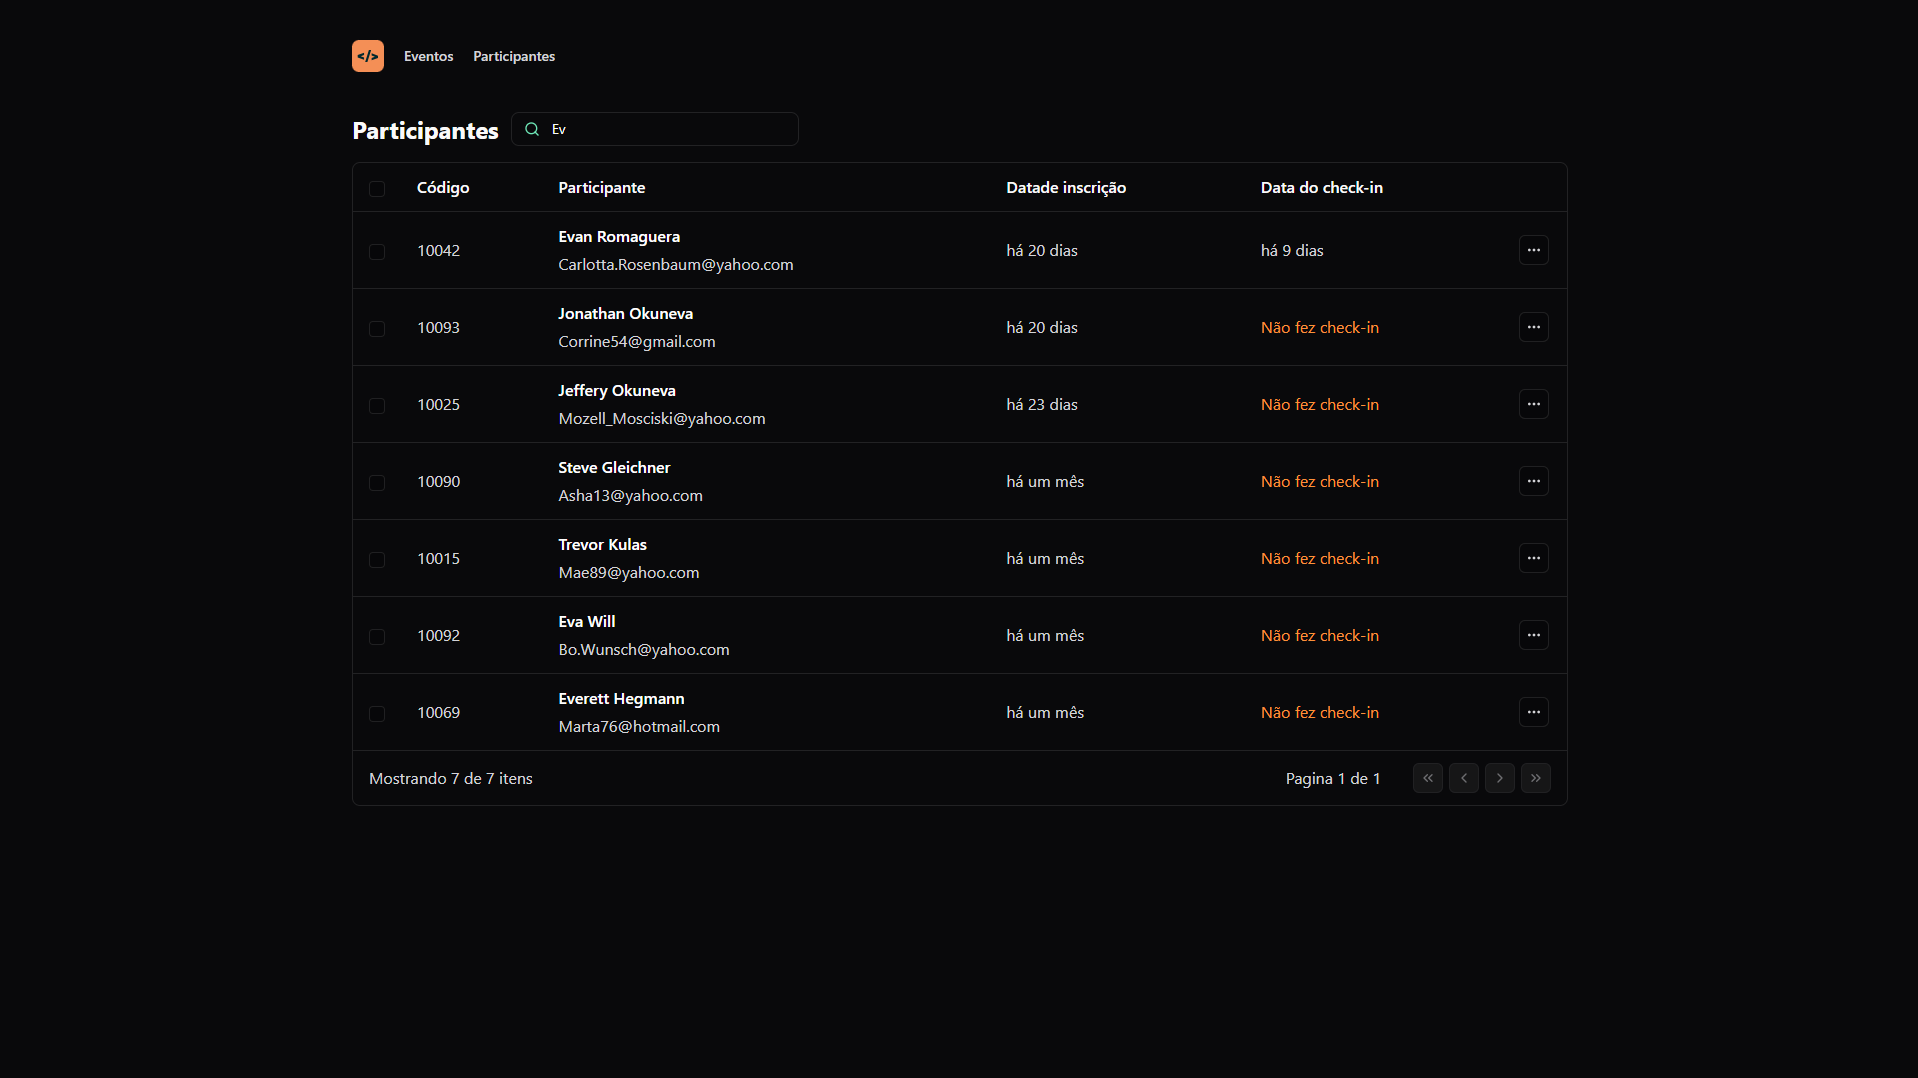 </> Eventos Participantes
Participantes Ev
Código Participante Datade inscrição Data do check-in
Evan Romaguera
10042 há 20 dias há 9 dias
Carlotta.Rosenbaum@yahoo.com
Jonathan Okuneva
10093 há 20 dias Não fez check-in
Corrine54@gmail.com
Jeffery Okuneva
10025 há 23 dias Não fez check-in
Mozell_Mosciski@yahoo.com
Steve Gleichner
10090 há um mês Não fez check-in
Asha13@yahoo.com
Trevor Kulas
10015 há um mês Não fez check-in
Mae89@yahoo.com
Eva Will
10092 há um mês Não fez check-in
Bo.Wunsch@yahoo.com
Everett Hegmann
10069 há um mês Não fez check-in
Marta76@hotmail.com
Mostrando 7 de 7 itens Pagina 1 de 1